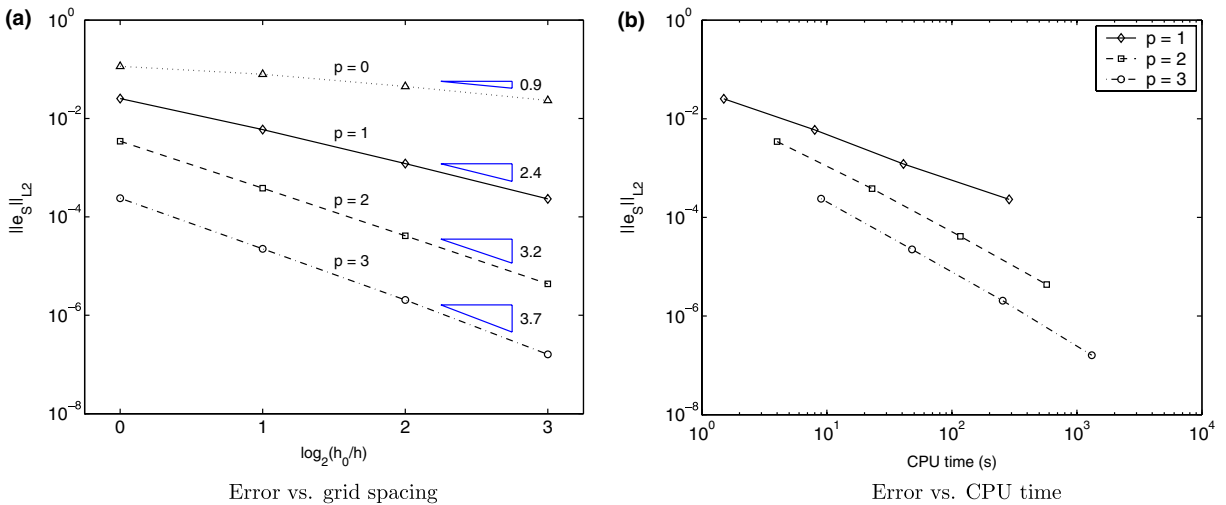 (a)
10^0
10^−2
10^−4
10^−6
10^−8
||e_S||_L2
p = 0
0.9
p = 1
2.4
p = 2
3.2
p = 3
3.7
0 1 2 3
log_2(h_0/h)
Error vs. grid spacing
(b)
10^0
10^−2
10^−4
10^−6
10^−8
||e_S||_L2
p = 1
p = 2
p = 3
10^0 10^1 10^2 10^3 10^4
CPU time (s)
Error vs. CPU time